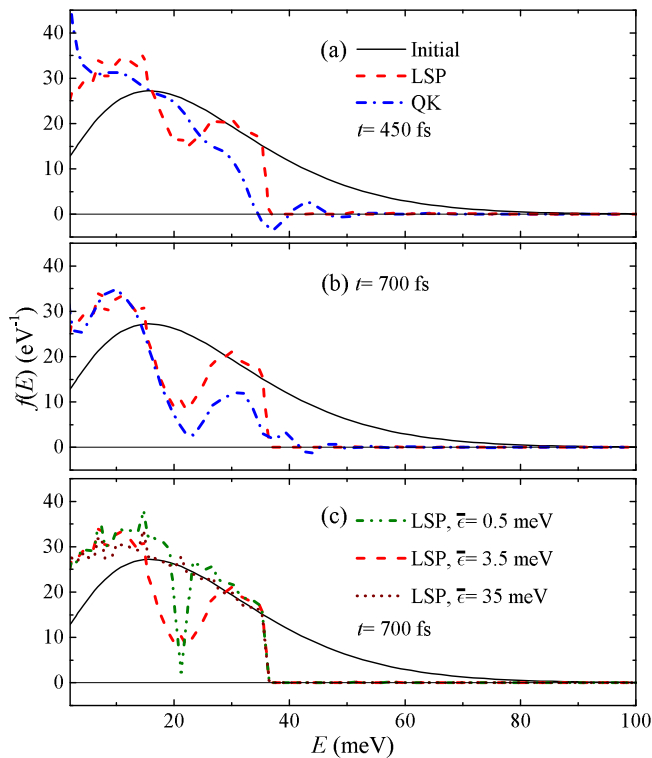 40
30
20
10
0
(a)
Initial
LSP
QK
t= 450 fs
40
30
20
10
0
(b)
t= 700 fs
f(E) (eV⁻¹)
40
30
20
10
0
(c)
LSP, ε̄= 0.5 meV
LSP, ε̄= 3.5 meV
LSP, ε̄= 35 meV
t= 700 fs
20 40 60 80 100
E (meV)